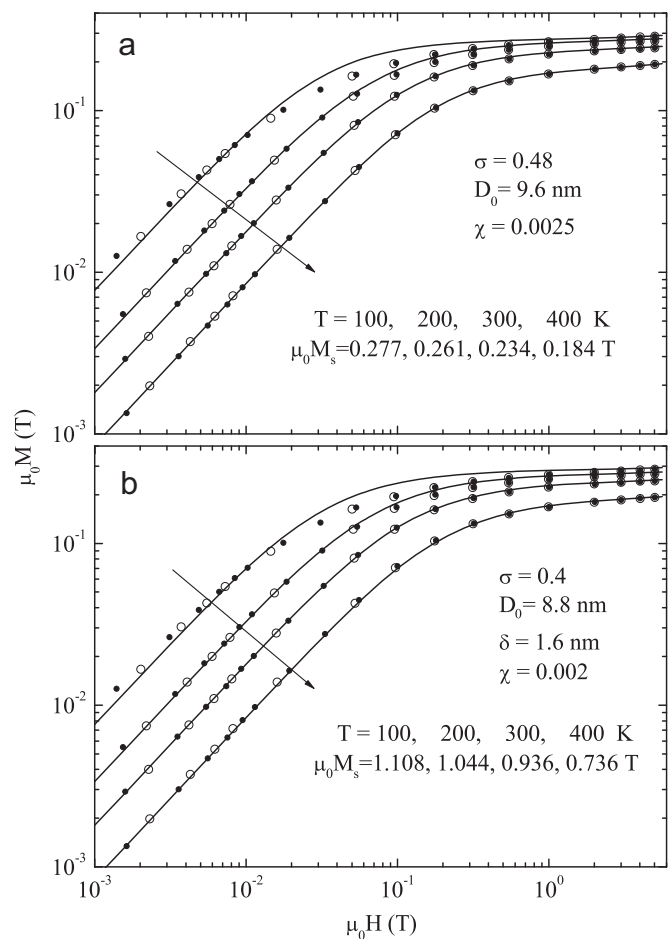 a
10⁻¹
10⁻²
10⁻³
σ = 0.48
D₀= 9.6 nm
χ = 0.0025
T = 100, 200, 300, 400 K
μ₀Mₛ=0.277, 0.261, 0.234, 0.184 T
μ₀M (T)
b
10⁻¹
10⁻²
10⁻³
σ = 0.4
D₀= 8.8 nm
δ = 1.6 nm
χ = 0.002
T = 100, 200, 300, 400 K
μ₀Mₛ=1.108, 1.044, 0.936, 0.736 T
10⁻³ 10⁻² 10⁻¹ 10⁰
μ₀H (T)